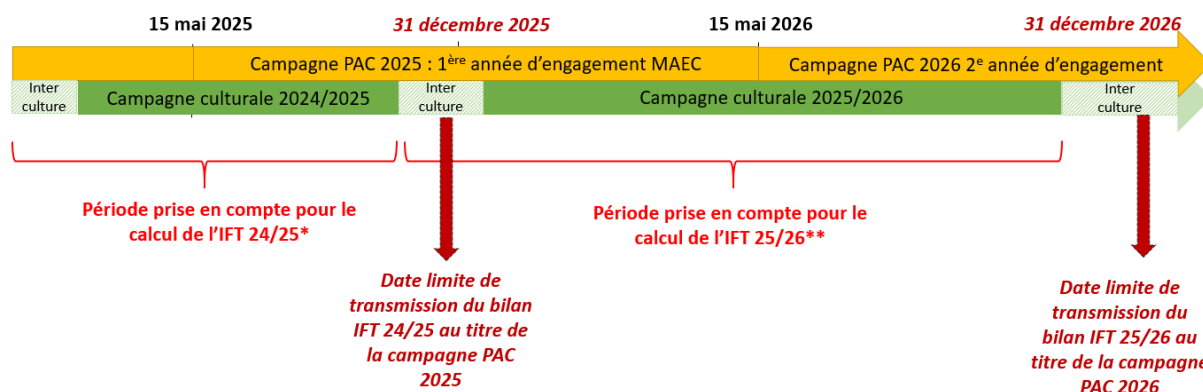 15 mai 2025
31 décembre 2025
15 mai 2026
31 décembre 2026
Campagne PAC 2025 : 1ère année d’engagement MAEC
Campagne PAC 2026 2e année d’engagement
Inter
culture
Campagne culturale 2024/2025
Inter
culture
Campagne culturale 2025/2026
Inter
culture
Période prise en compte pour le
calcul de l’IFT 24/25*
Période prise en compte pour le
calcul de l’IFT 25/26**
Date limite de
transmission du bilan
IFT 24/25 au titre de
la campagne PAC
2025
Date limite de
transmission du
bilan IFT 25/26 au
titre de la campagne
PAC 2026